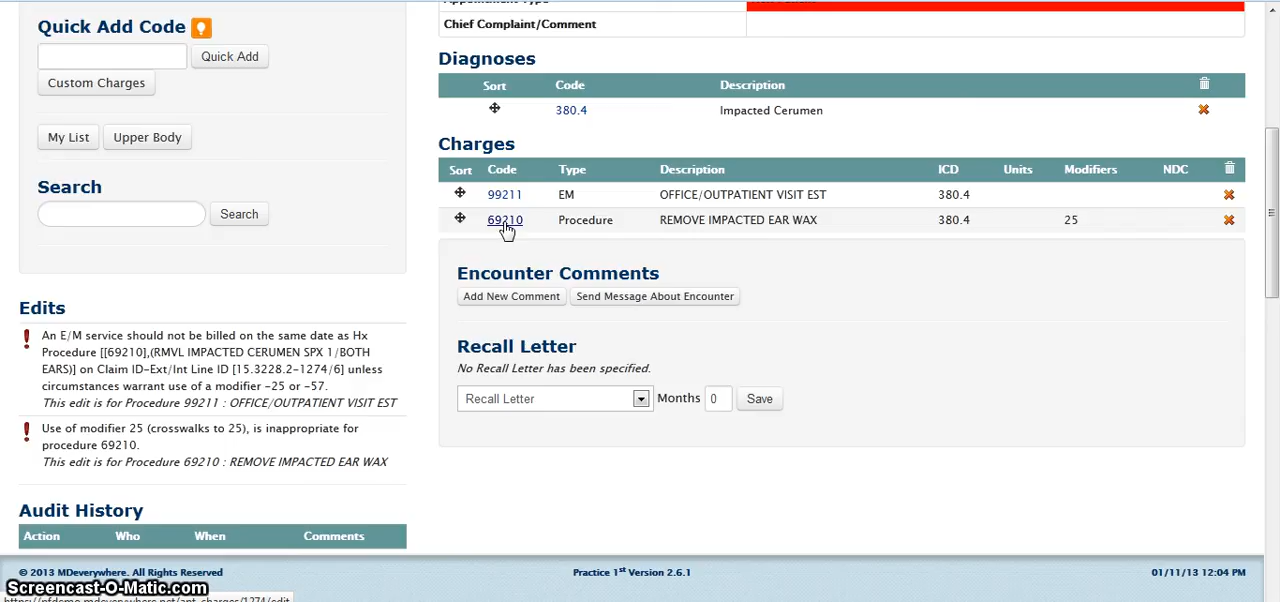 Quick Add Code
Quick Add
Custom Charges
My List
Upper Body
Search
Search
Edits
An E/M service should not be billed on the same date as Hx
Procedure [[69210],(RMVL IMPACTED CERUMEN SPX 1/BOTH
EARS)] on Claim ID-Ext/Int Line ID [15.3228.2-1274/6] unless
circumstances warrant use of a modifier -25 or -57.
This edit is for Procedure 99211 : OFFICE/OUTPATIENT VISIT EST
Use of modifier 25 (crosswalks to 25), is inappropriate for
procedure 69210.
This edit is for Procedure 69210 : REMOVE IMPACTED EAR WAX
Audit History
Action Who When Comments
Chief Complaint/Comment
Diagnoses
Sort Code Description
380.4 Impacted Cerumen
Charges
Sort Code Type Description ICD Units Modifiers NDC
99211 EM OFFICE/OUTPATIENT VISIT EST 380.4
69210 Procedure REMOVE IMPACTED EAR WAX 380.4 25
Encounter Comments
Add New Comment
Send Message About Encounter
Recall Letter
No Recall Letter has been specified.
Recall Letter Months 0 Save
© 2013 MDeverywhere. All Rights Reserved Practice 1st Version 2.6.1 01/11/13 12:04 PM
Screencast-O-Matic.com